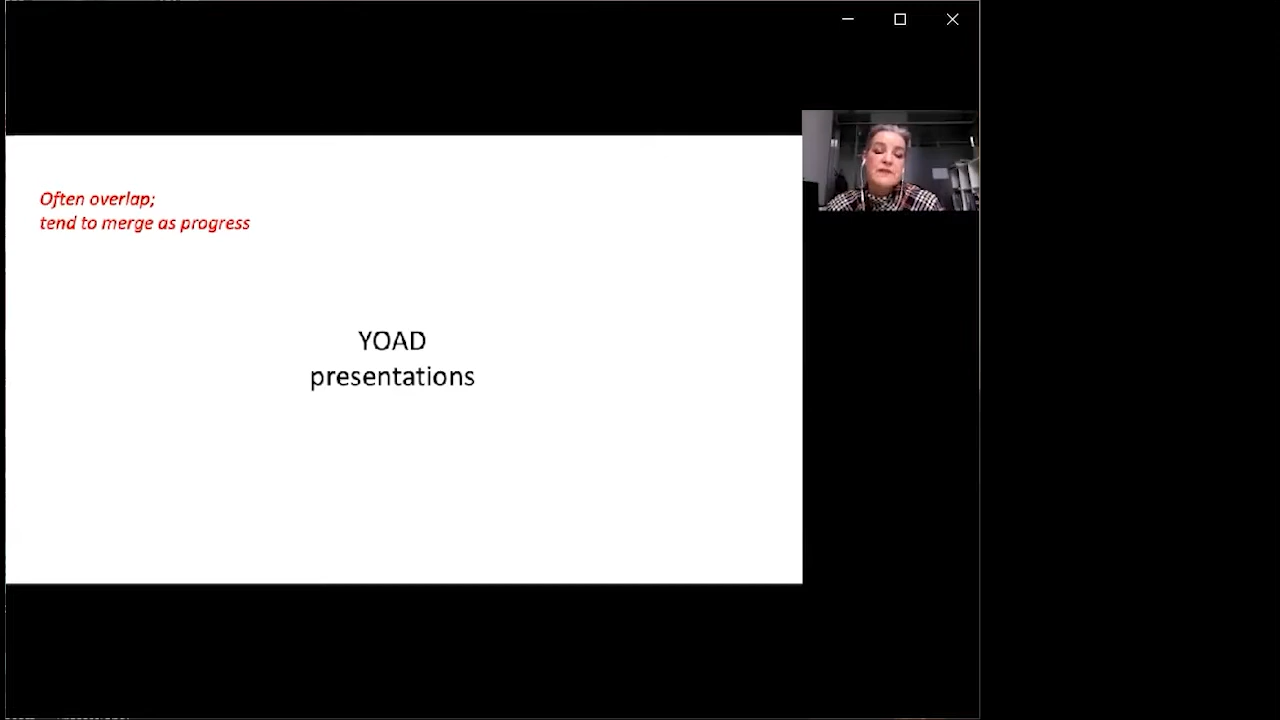 Often overlap;
tend to merge as progress
YOAD
presentations